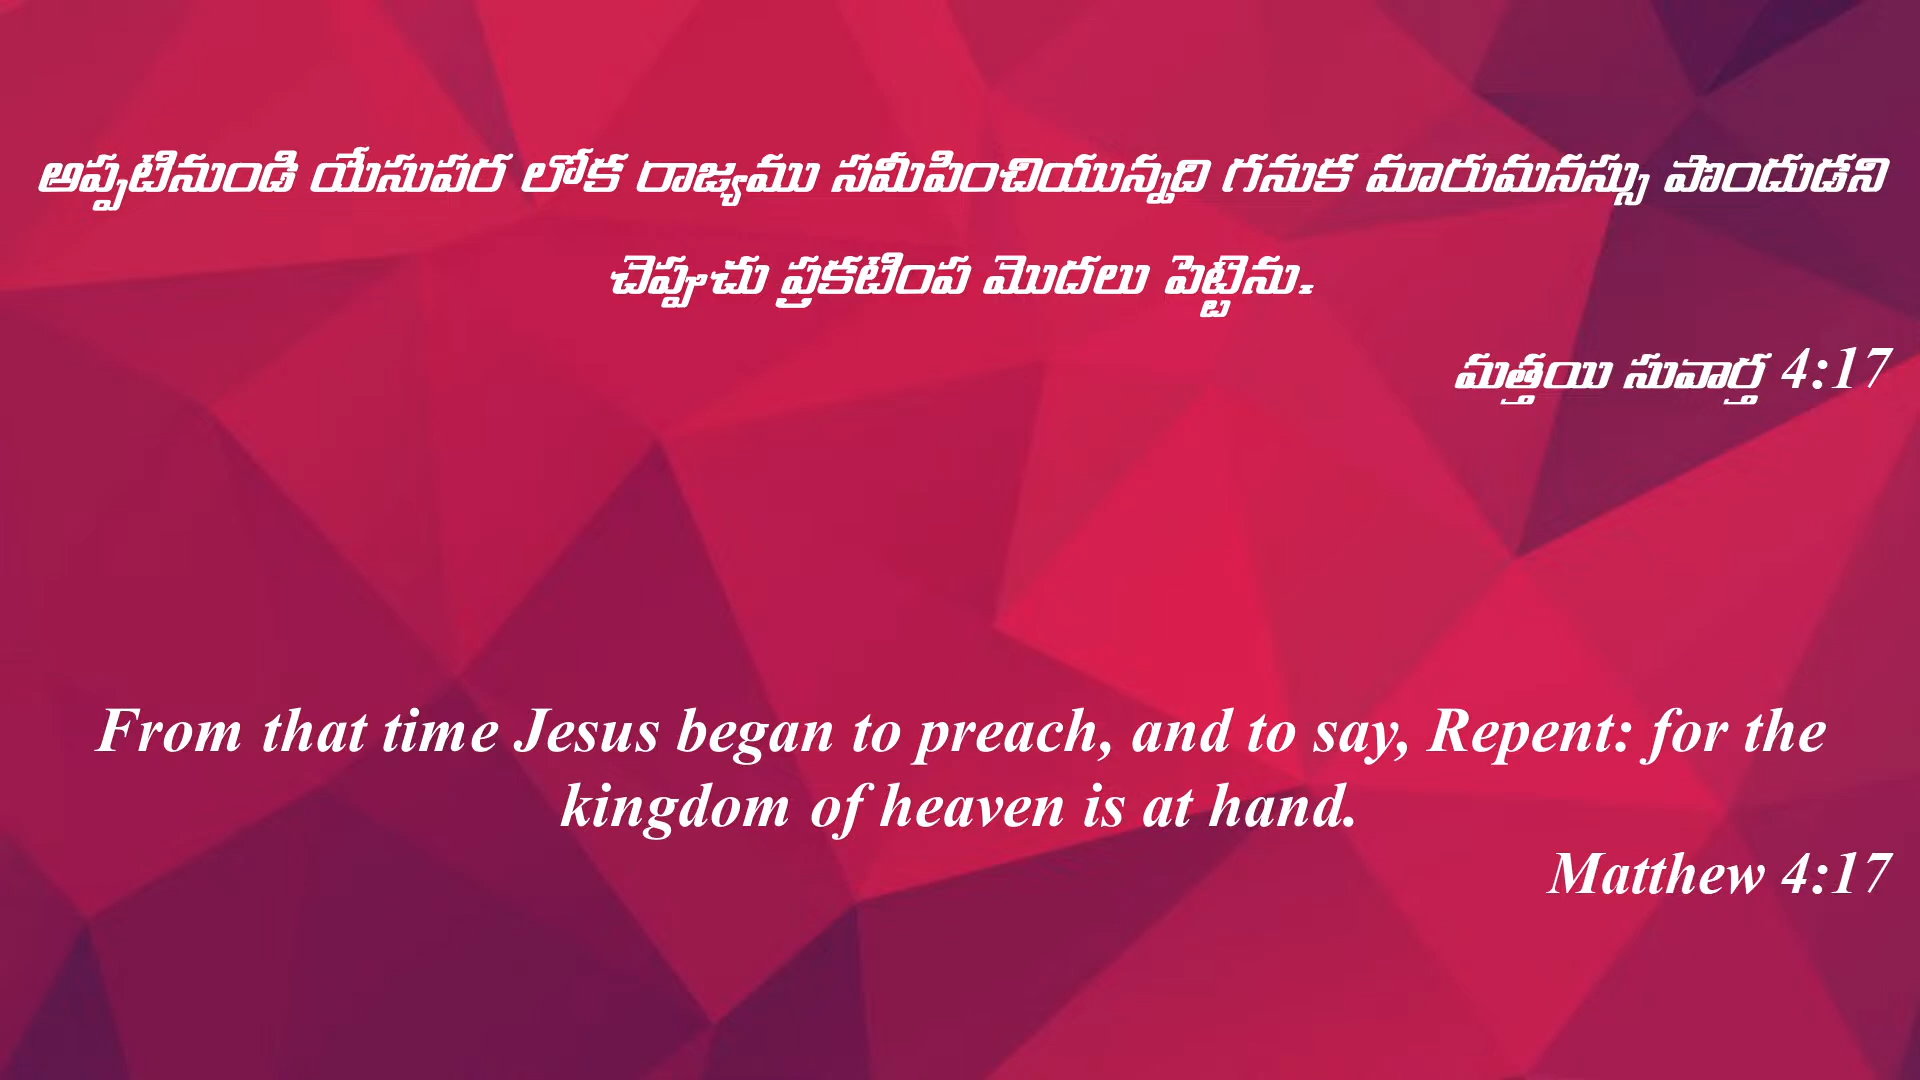 అప్పటినుండి యేసుపర లోక రాజ్యము సమీపించియున్నది గనుక మారుమనస్సు పొందుడని
చెప్పుచు ప్రకటింప మొదలు పెట్టెను.
మత్తయి సువార్త 4:17
From that time Jesus began to preach, and to say, Repent: for the
kingdom of heaven is at hand.
Matthew 4:17